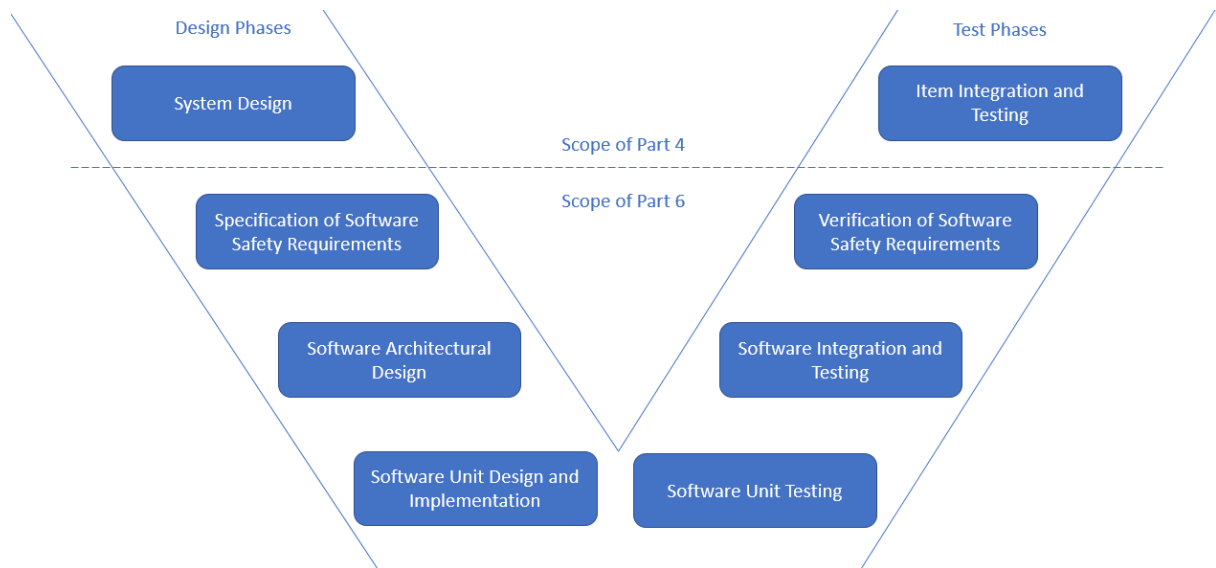 Design Phases
Test Phases
System Design
Item Integration and
Testing
Scope of Part 4
Scope of Part 6
Specification of Software
Safety Requirements
Verification of Software
Safety Requirements
Software Architectural
Design
Software Integration and
Testing
Software Unit Design and
Implementation
Software Unit Testing